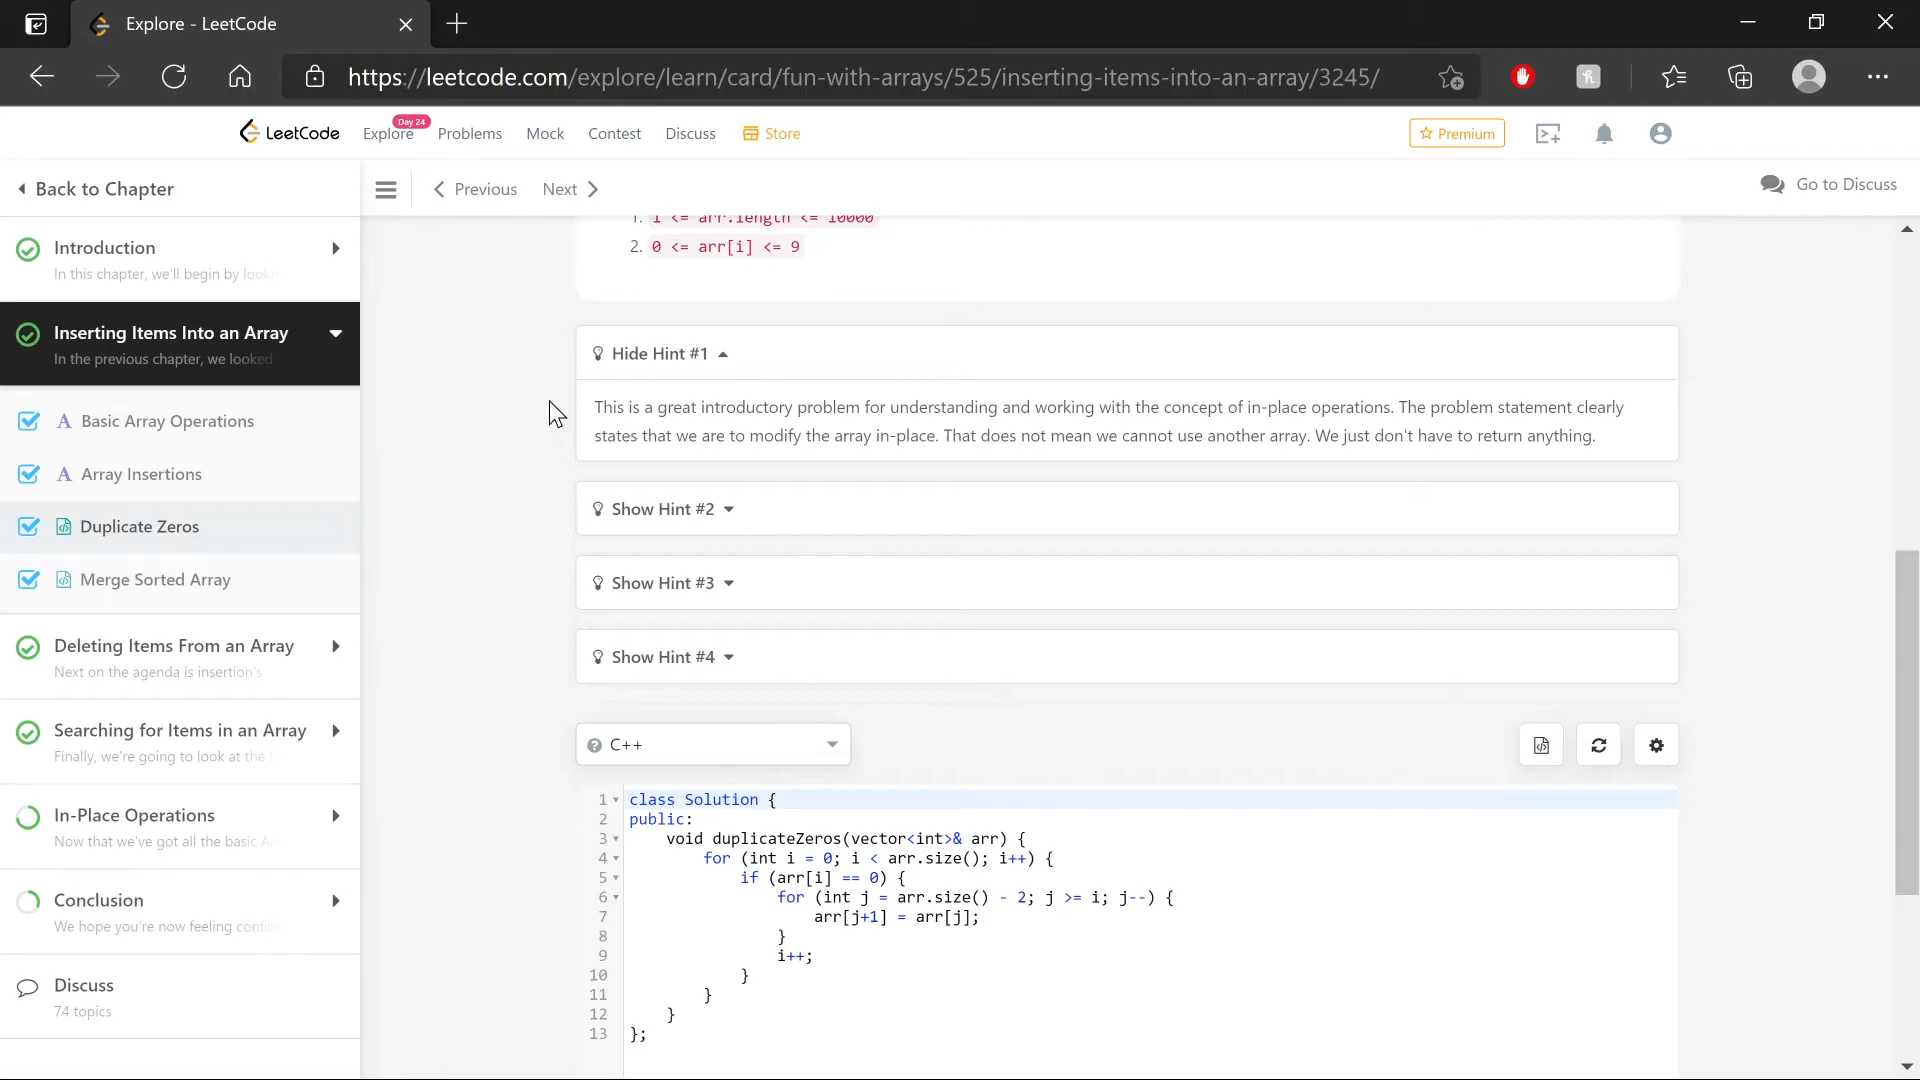 Explore - LeetCode
https://leetcode.com/explore/learn/card/fun-with-arrays/525/inserting-items-into-an-array/3245/
LeetCode
Explore
Day 24
Problems
Mock
Contest
Discuss
Store
Premium
Back to Chapter
Previous
Next
Go to Discuss
Introduction
In this chapter, we'll begin by
Inserting Items Into an Array
In the previous chapter, we looked
A Basic Array Operations
A Array Insertions
Duplicate Zeros
Merge Sorted Array
Deleting Items From an Array
Next on the agenda is insertion's
Searching for Items in an Array
Finally, we're going to look at the
In-Place Operations
Now that we've got all the basic
Conclusion
We hope you're now feeling
Discuss
74 topics
1. 1 <= arr.length <= 10000
2. 0 <= arr[i] <= 9
Hide Hint #1
This is a great introductory problem for understanding and working with the concept of in-place operations. The problem statement clearly
states that we are to modify the array in-place. That does not mean we cannot use another array. We just don't have to return anything.
Show Hint #2
Show Hint #3
Show Hint #4
? C++
1 class Solution {
2 public:
3     void duplicateZeros(vector<int>& arr) {
4         for (int i = 0; i < arr.size(); i++) {
5             if (arr[i] == 0) {
6                 for (int j = arr.size() - 2; j >= i; j--) {
7                     arr[j+1] = arr[j];
8                 }
9                 i++;
10             }
11         }
12     }
13 };